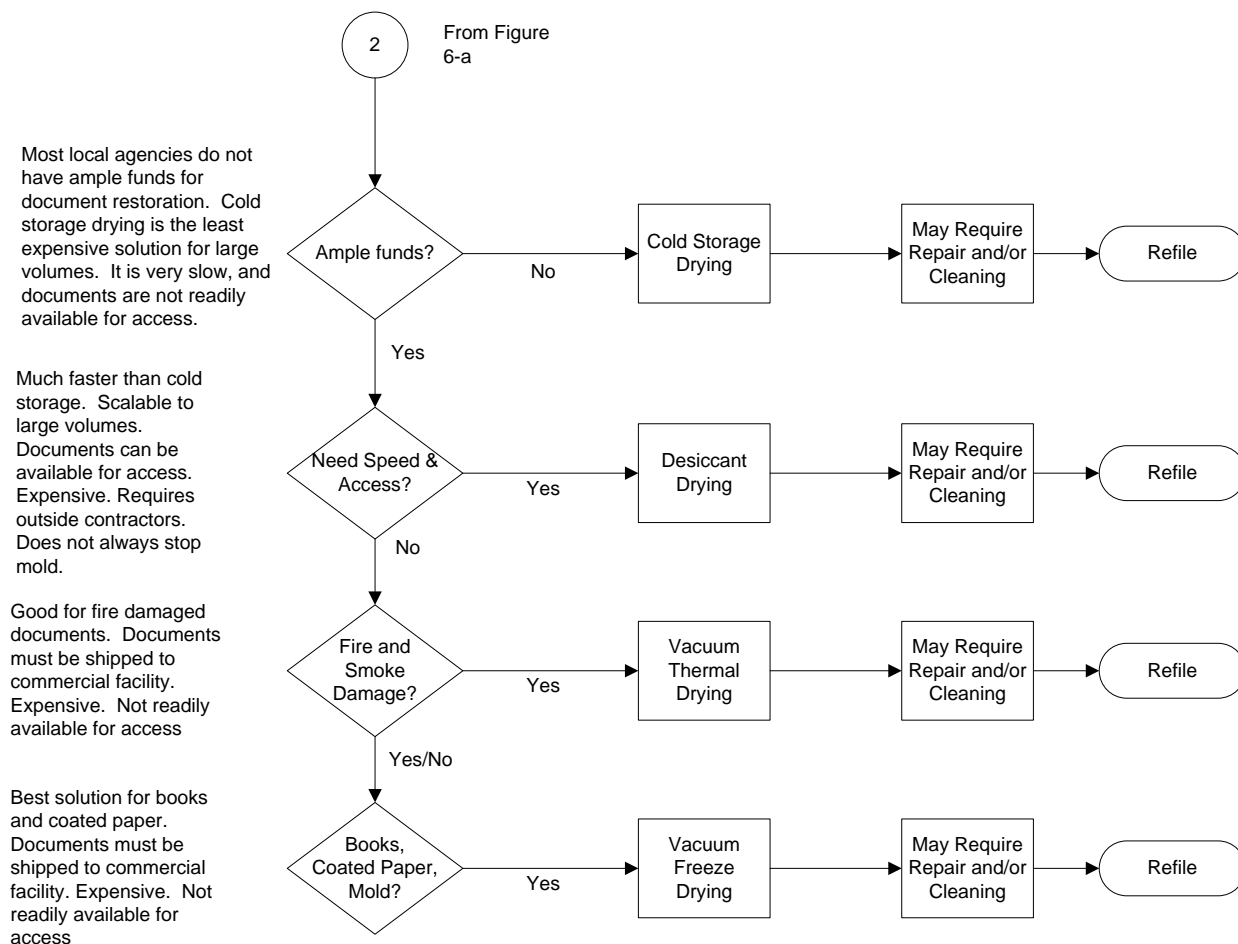 2
From Figure
6-a
Most local agencies do not
have ample funds for
document restoration.  Cold
storage drying is the least
expensive solution for large
volumes.  It is very slow, and
documents are not readily
available for access.
Ample funds?
No
Cold Storage
Drying
May Require
Repair and/or
Cleaning
Refile
Yes
Much faster than cold
storage.  Scalable to
large volumes.
Documents can be
available for access.
Expensive. Requires
outside contractors.
Does not always stop
mold.
Need Speed &
Access?
Yes
Desiccant
Drying
May Require
Repair and/or
Cleaning
Refile
No
Good for fire damaged
documents.  Documents
must be shipped to
commercial facility.
Expensive.  Not readily
available for access
Fire and
Smoke
Damage?
Yes
Vacuum
Thermal
Drying
May Require
Repair and/or
Cleaning
Refile
Yes/No
Best solution for books
and coated paper.
Documents must be
shipped to commercial
facility. Expensive.  Not
readily available for
access
Books,
Coated Paper,
Mold?
Yes
Vacuum
Freeze
Drying
May Require
Repair and/or
Cleaning
Refile